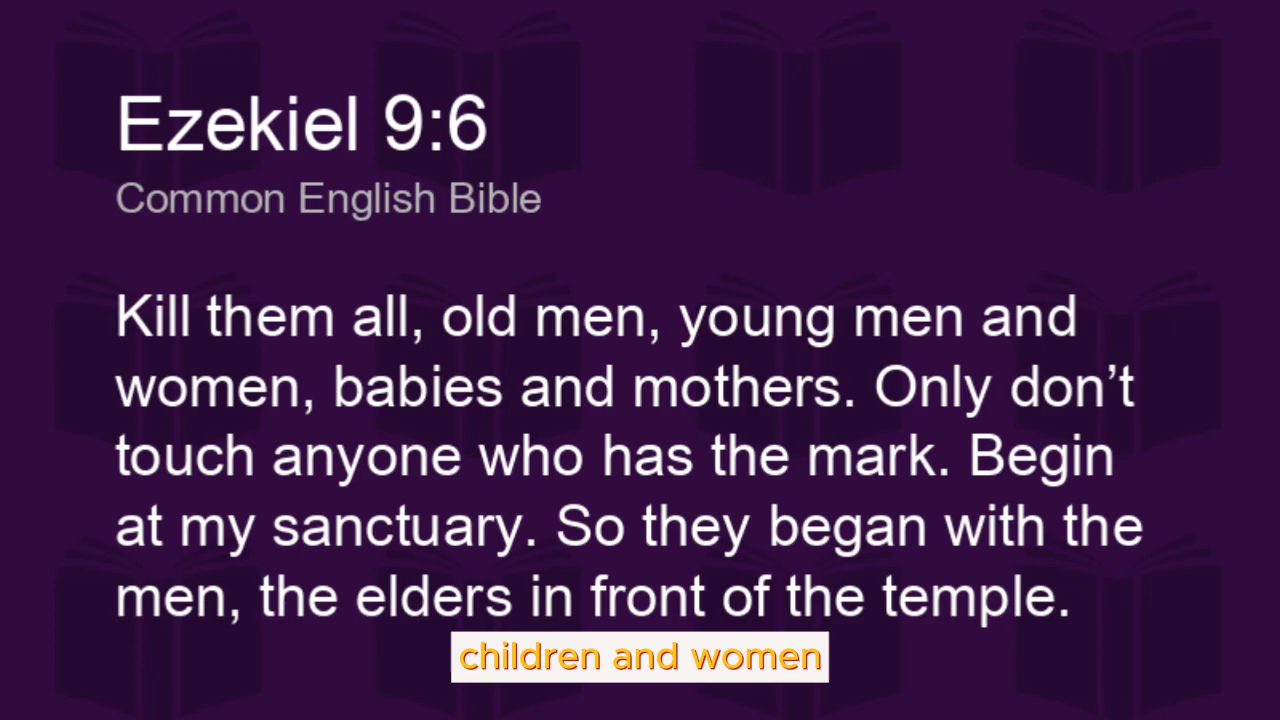 Ezekiel 9:6
Common English Bible
Kill them all, old men, young men and
women, babies and mothers. Only don’t
touch anyone who has the mark. Begin
at my sanctuary. So they began with the
men, the elders in front of the temple.
children and women